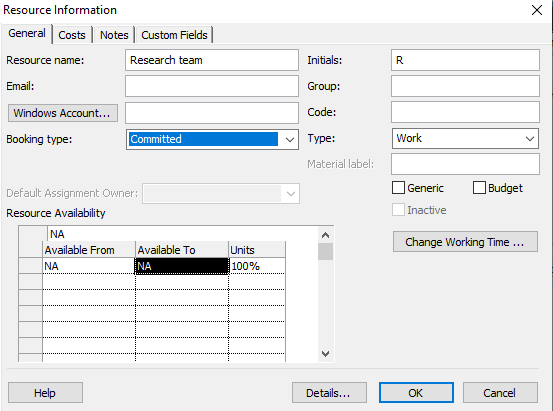 Resource Information
General Costs Notes Custom Fields
Resource name: Research team Initials: R
Email: Group:
Windows Account... Code:
Booking type: Committed Type: Work
Material label:
Default Assignment Owner: Generic Budget
Inactive
Resource Availability
NA
Change Working Time ...
Available From Available To Units
NA NA 100%
Help Details... OK Cancel